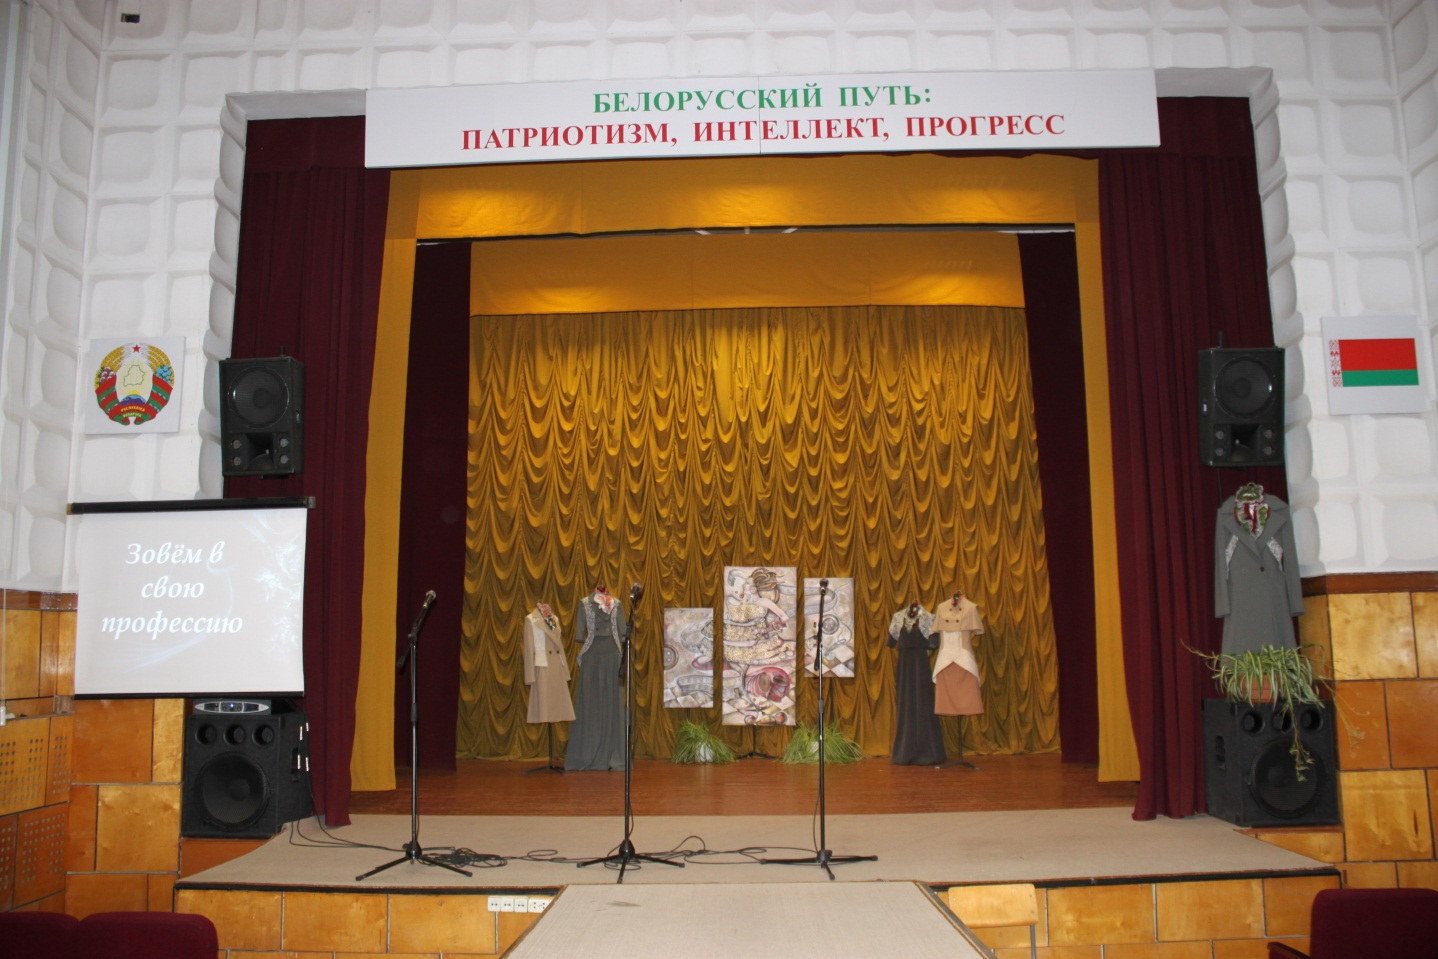 БЕЛОРУССКИЙ ПУТЬ:
ПАТРИОТИЗМ, ИНТЕЛЛЕКТ, ПРОГРЕСС
Зовём в
свою
профессию